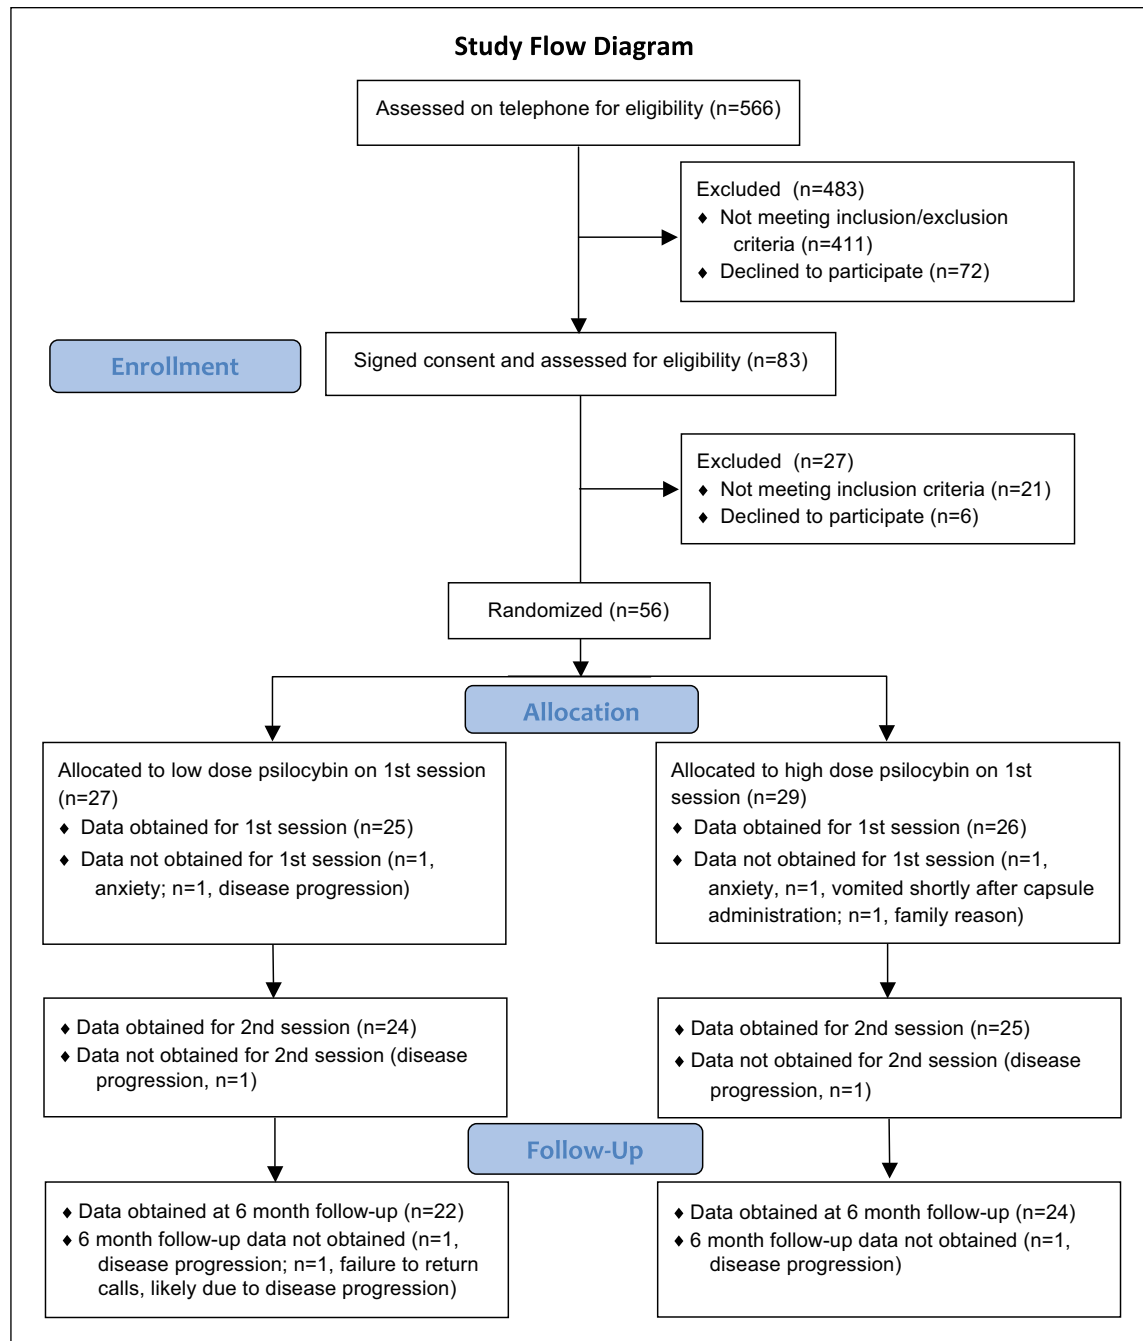 Study Flow Diagram
Assessed on telephone for eligibility (n=566)
Excluded (n=483)
♦ Not meeting inclusion/exclusion
criteria (n=411)
♦ Declined to participate (n=72)
Enrollment
Signed consent and assessed for eligibility (n=83)
Excluded (n=27)
♦ Not meeting inclusion criteria (n=21)
♦ Declined to participate (n=6)
Randomized (n=56)
Allocation
Allocated to low dose psilocybin on 1st session
(n=27)
♦ Data obtained for 1st session (n=25)
♦ Data not obtained for 1st session (n=1,
anxiety; n=1, disease progression)
Allocated to high dose psilocybin on 1st
session (n=29)
♦ Data obtained for 1st session (n=26)
♦ Data not obtained for 1st session (n=1,
anxiety, n=1, vomited shortly after capsule
administration; n=1, family reason)
♦ Data obtained for 2nd session (n=24)
♦ Data not obtained for 2nd session (disease
progression, n=1)
♦ Data obtained for 2nd session (n=25)
♦ Data not obtained for 2nd session (disease
progression, n=1)
Follow-Up
♦ Data obtained at 6 month follow-up (n=22)
♦ 6 month follow-up data not obtained (n=1,
disease progression; n=1, failure to return
calls, likely due to disease progression)
♦ Data obtained at 6 month follow-up (n=24)
♦ 6 month follow-up data not obtained (n=1,
disease progression)